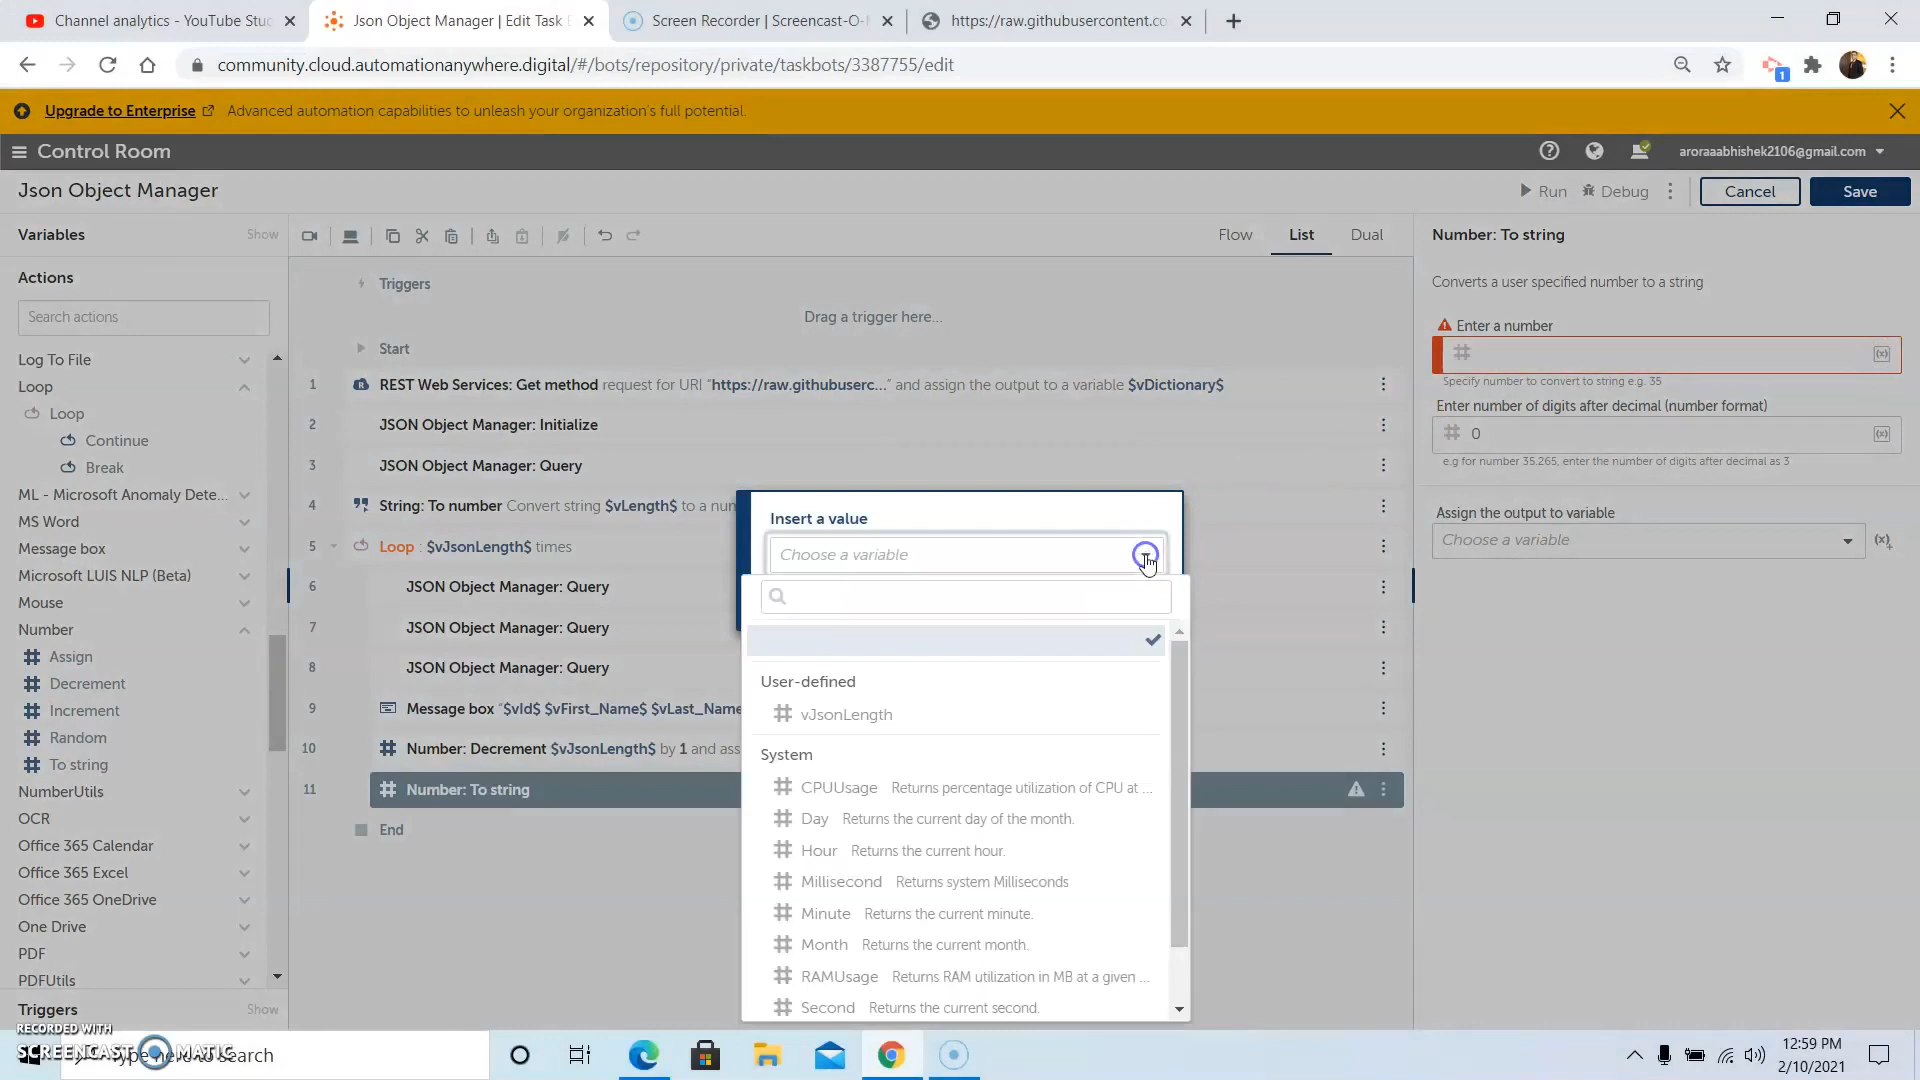 Channel analytics - YouTube Stu
Json Object Manager | Edit Task
Screen Recorder | Screencast-O-
https://raw.githubusercontent.co
community.cloud.automationanywhere.digital/#/bots/repository/private/taskbots/3387755/edit
1
Upgrade to Enterprise Advanced automation capabilities to unleash your organization's full potential.
Control Room
aroraaabhishek2106@gmail.com
Json Object Manager
Run Debug Cancel Save
Variables Show
Flow List Dual
Actions
Search actions
Log To File
Loop
Loop
Continue
Break
ML - Microsoft Anomaly Dete...
MS Word
Message box
Microsoft LUIS NLP (Beta)
Mouse
Number
Assign
Decrement
Increment
Random
To string
NumberUtils
OCR
Office 365 Calendar
Office 365 Excel
Office 365 OneDrive
One Drive
PDF
PDFUtils
Triggers Show
Triggers
Drag a trigger here...
Start
1 REST Web Services: Get method request for URI "https://raw.githubuserc..." and assign the output to a variable $vDictionary$
2 JSON Object Manager: Initialize
3 JSON Object Manager: Query
4 String: To number Convert string $vLength$ to a num
5 Loop : $vJsonLength$ times
6 JSON Object Manager: Query
7 JSON Object Manager: Query
8 JSON Object Manager: Query
9 Message box "$vId$ $vFirst_Name$ $vLast_Name
10 Number: Decrement $vJsonLength$ by 1 and ass
11 Number: To string
End
Insert a value
Choose a variable
User-defined
vJsonLength
System
CPUUsage Returns percentage utilization of CPU at ...
Day Returns the current day of the month.
Hour Returns the current hour.
Millisecond Returns system Milliseconds
Minute Returns the current minute.
Month Returns the current month.
RAMUsage Returns RAM utilization in MB at a given ...
Second Returns the current second.
Number: To string
Converts a user specified number to a string
Enter a number
Specify number to convert to string e.g. 35
Enter number of digits after decimal (number format)
0
e.g for number 35.265, enter the number of digits after decimal as 3
Assign the output to variable
Choose a variable
RECORDED WITH
SCREENCAST MATIC
Type here to search
12:59 PM
2/10/2021